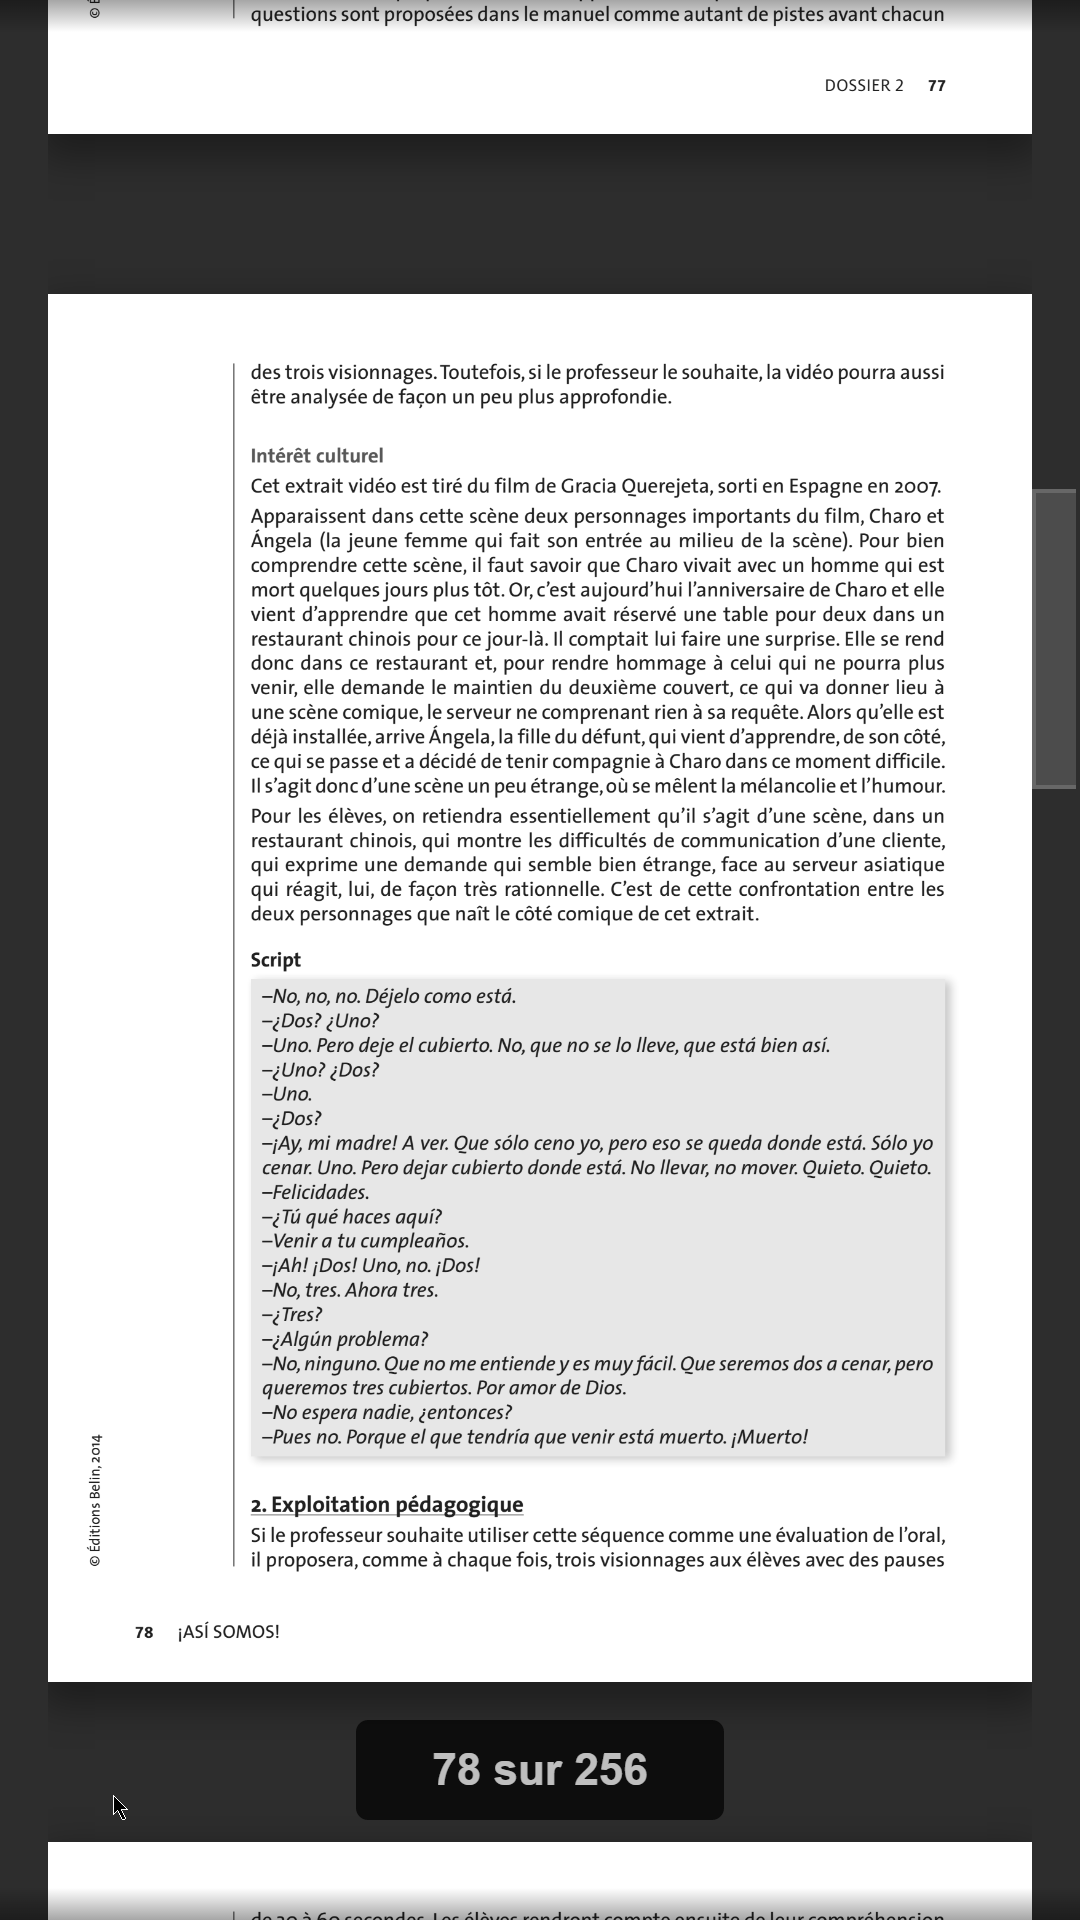 questions sont proposées dans le manuel comme autant de pistes avant chacun
DOSSIER 2 77
des trois visionnages. Toutefois, si le professeur le souhaite, la vidéo pourra aussi
être analysée de façon un peu plus approfondie.
Intérêt culturel
Cet extrait vidéo est tiré du film de Gracia Querejeta, sorti en Espagne en 2007.
Apparaissent dans cette scène deux personnages importants du film, Charo et
Ángela (la jeune femme qui fait son entrée au milieu de la scène). Pour bien
comprendre cette scène, il faut savoir que Charo vivait avec un homme qui est
mort quelques jours plus tôt. Or, c’est aujourd’hui l’anniversaire de Charo et elle
vient d’apprendre que cet homme avait réservé une table pour deux dans un
restaurant chinois pour ce jour-là. Il comptait lui faire une surprise. Elle se rend
donc dans ce restaurant et, pour rendre hommage à celui qui ne pourra plus
venir, elle demande le maintien du deuxième couvert, ce qui va donner lieu à
une scène comique, le serveur ne comprenant rien à sa requête. Alors qu’elle est
déjà installée, arrive Ángela, la fille du défunt, qui vient d’apprendre, de son côté,
ce qui se passe et a décidé de tenir compagnie à Charo dans ce moment difficile.
Il s’agit donc d’une scène un peu étrange, où se mêlent la mélancolie et l’humour.
Pour les élèves, on retiendra essentiellement qu’il s’agit d’une scène, dans un
restaurant chinois, qui montre les difficultés de communication d’une cliente,
qui exprime une demande qui semble bien étrange, face au serveur asiatique
qui réagit, lui, de façon très rationnelle. C’est de cette confrontation entre les
deux personnages que naît le côté comique de cet extrait.
Script
–No, no, no. Déjelo como está.
–¿Dos? ¿Uno?
–Uno. Pero deje el cubierto. No, que no se lo lleve, que está bien así.
–¿Uno? ¿Dos?
–Uno.
–¿Dos?
–¡Ay, mi madre! A ver. Que sólo ceno yo, pero eso se queda donde está. Sólo yo
cenar. Uno. Pero dejar cubierto donde está. No llevar, no mover. Quieto. Quieto.
–Felicidades.
–¿Tú qué haces aquí?
–Venir a tu cumpleaños.
–¡Ah! ¡Dos! Uno, no. ¡Dos!
–No, tres. Ahora tres.
–¿Tres?
–¿Algún problema?
–No, ninguno. Que no me entiende y es muy fácil. Que seremos dos a cenar, pero
queremos tres cubiertos. Por amor de Dios.
–No espera nadie, ¿entonces?
–Pues no. Porque el que tendría que venir está muerto. ¡Muerto!
2. Exploitation pédagogique
Si le professeur souhaite utiliser cette séquence comme une évaluation de l’oral,
il proposera, comme à chaque fois, trois visionnages aux élèves avec des pauses
© Éditions Belin, 2014
78 ¡ASÍ SOMOS!
78 sur 256
de 30 à 60 secondes. Les élèves rendront compte ensuite de leur compréhension